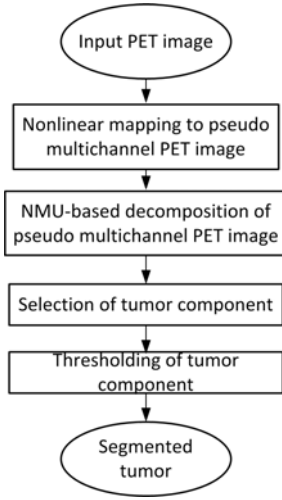 Input PET image
Nonlinear mapping to pseudo
multichannel PET image
NMU-based decomposition of
pseudo multichannel PET image
Selection of tumor component
Thresholding of tumor
component
Segmented
tumor